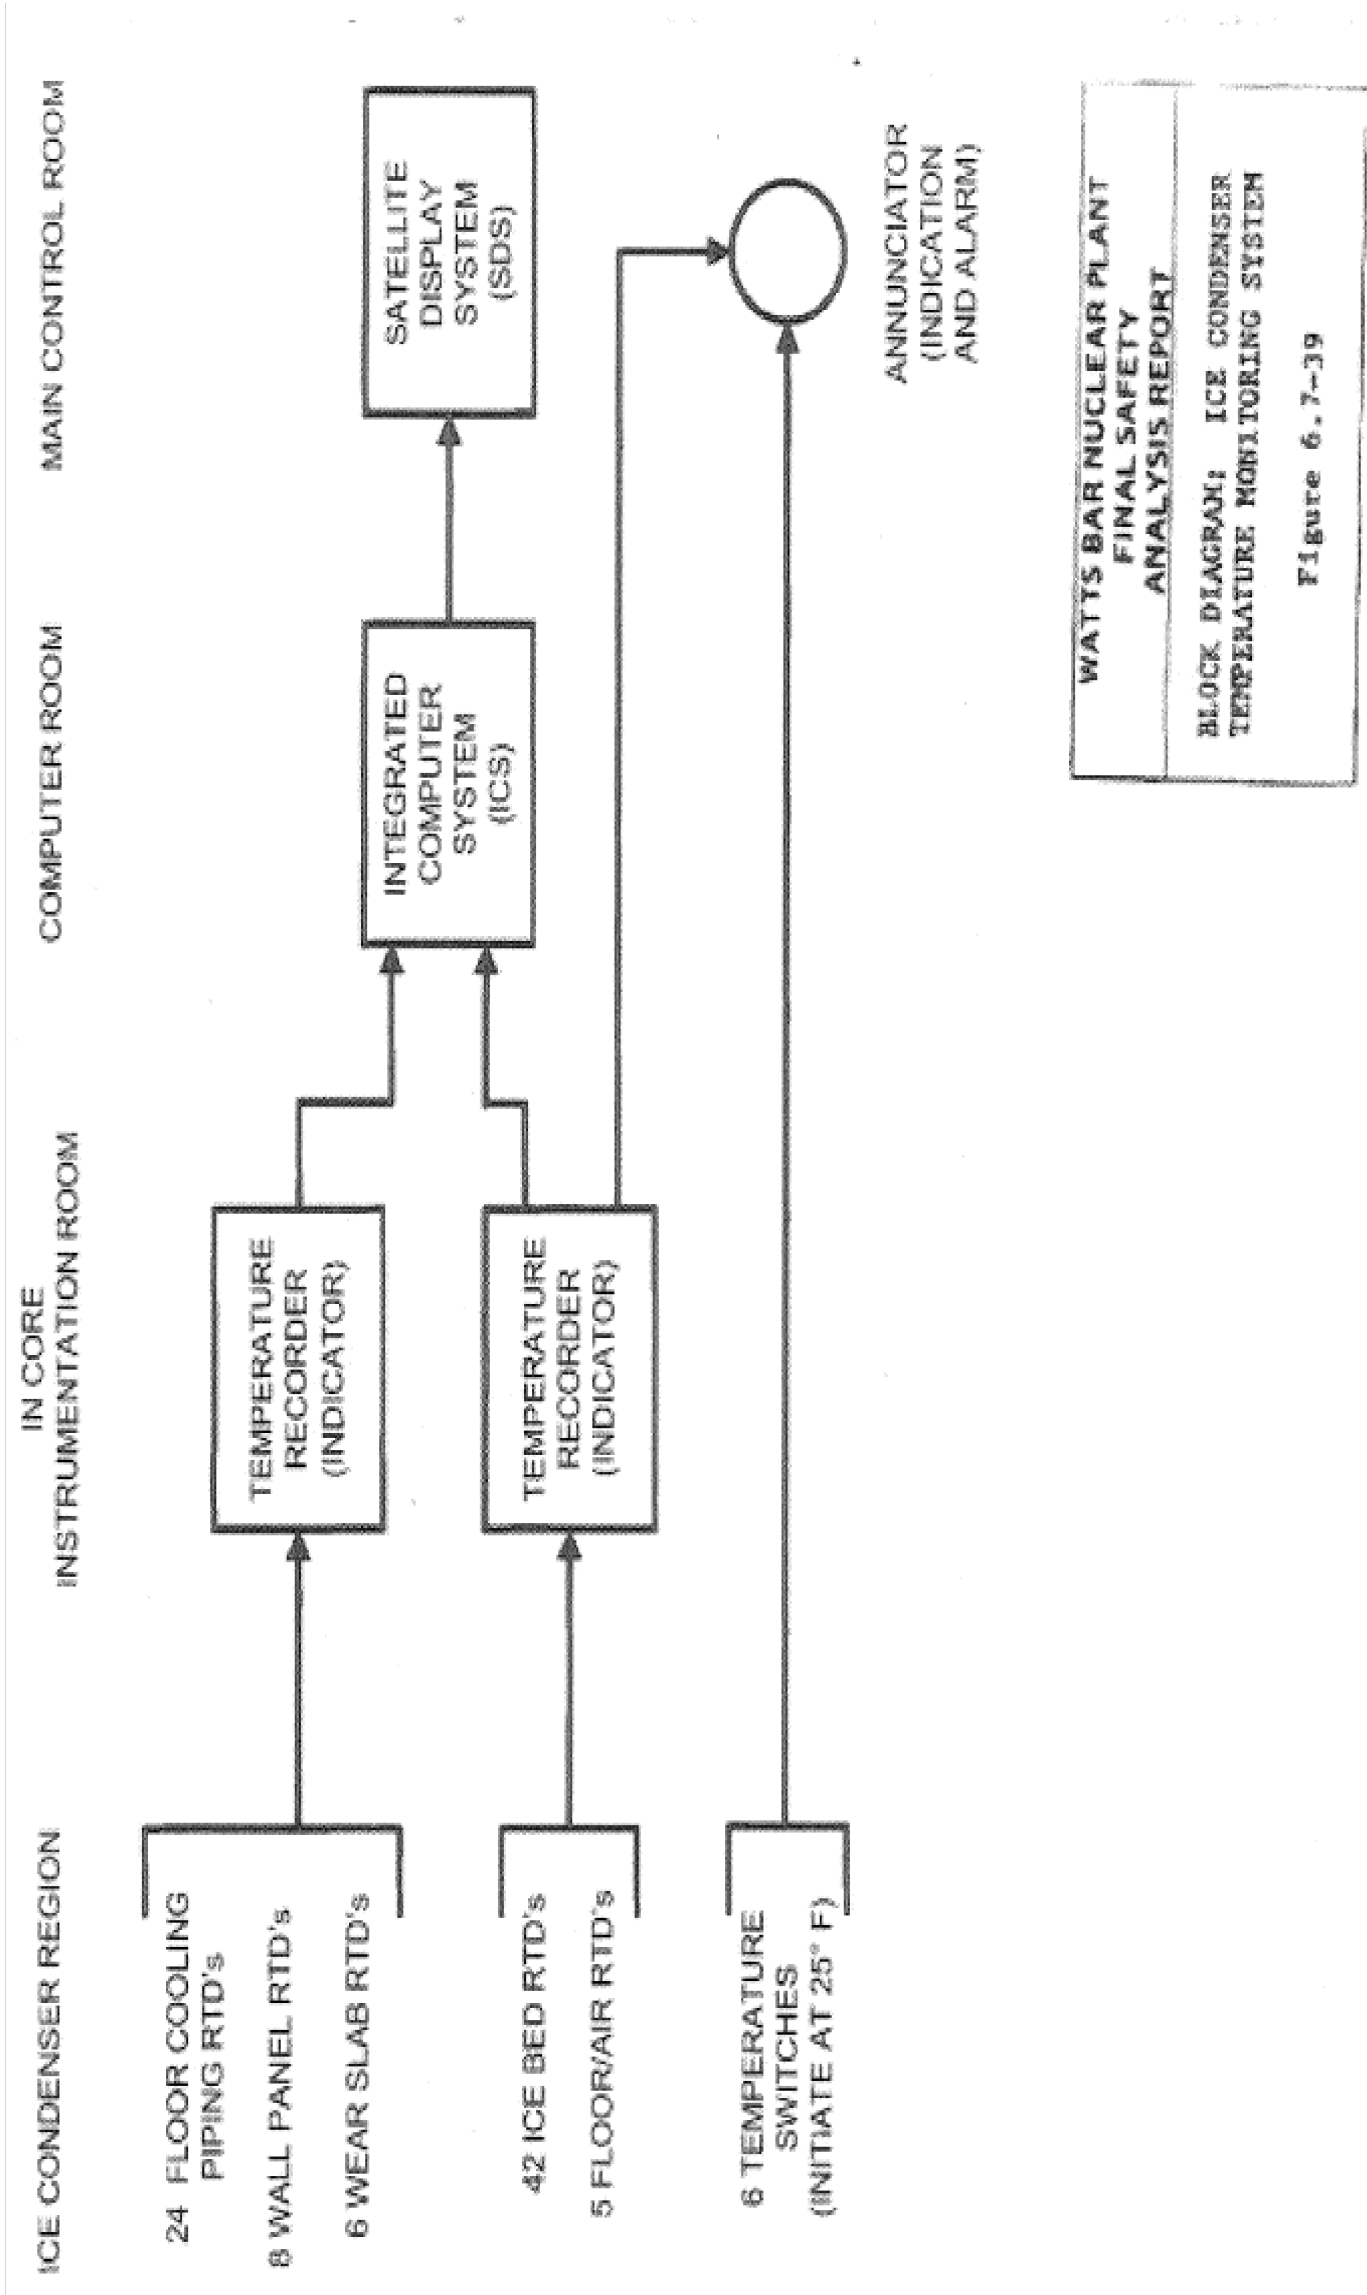 ICE CONDENSER REGION
IN CORE
INSTRUMENTATION ROOM
COMPUTER ROOM
MAIN CONTROL ROOM
24 FLOOR COOLING
PIPING RTD's
8 WALL PANEL RTD's
6 WEAR SLAB RTD's
TEMPERATURE
RECORDER
(INDICATOR)
INTEGRATED
COMPUTER
SYSTEM
(ICS)
SATELLITE
DISPLAY
SYSTEM
(SDS)
42 ICE BED RTD's
5 FLOOR/AIR RTD's
TEMPERATURE
RECORDER
(INDICATOR)
6 TEMPERATURE
SWITCHES
(INITIATE AT 25° F)
ANNUNCIATOR
(INDICATION
AND ALARM)
WATTS BAR NUCLEAR PLANT
FINAL SAFETY
ANALYSIS REPORT
BLOCK DIAGRAM: ICE CONDENSER
TEMPERATURE MONITORING SYSTEM
Figure 6.7-39